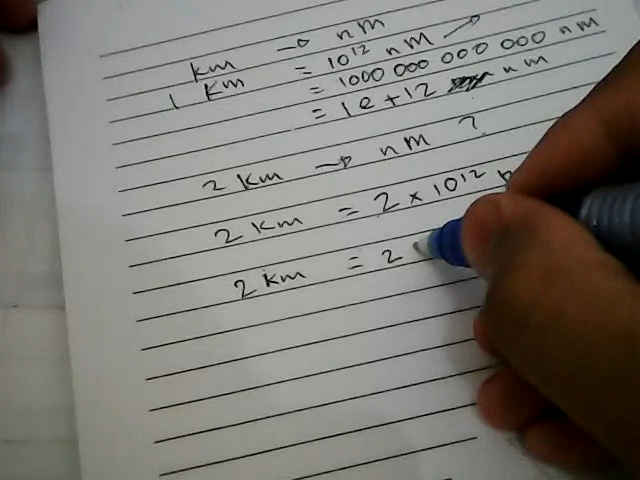 km → nm
1 km = 10¹² nm
= 1000 000 000 000 nm
= 1e+12 nm
2 km → nm ?
2 km = 2 × 10¹²
2 km = 2